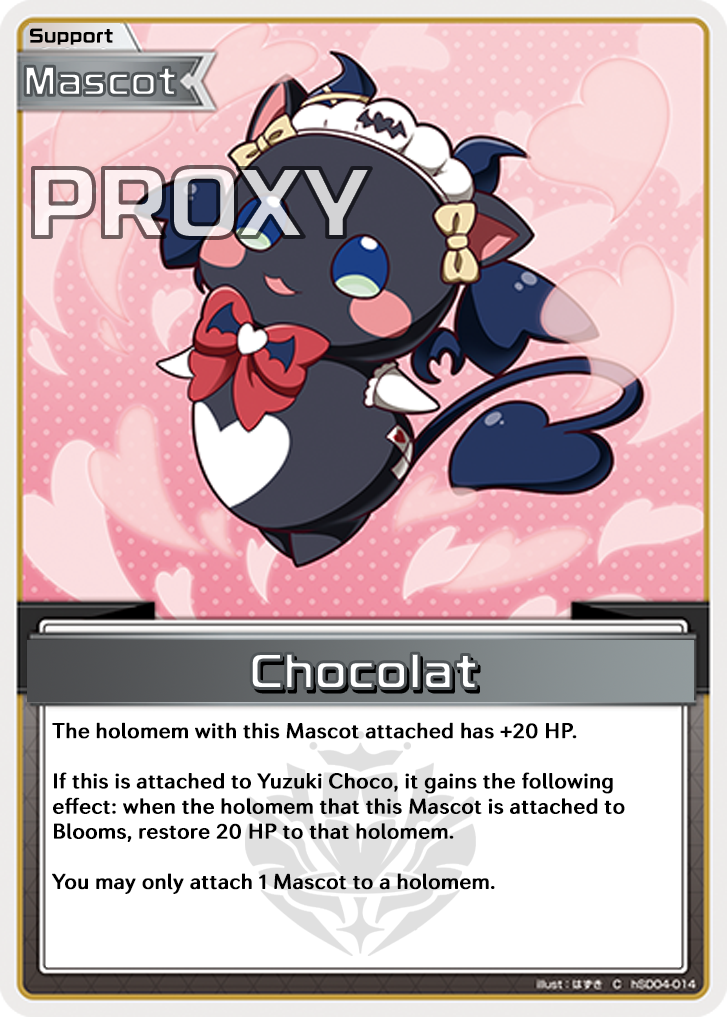 Support
Mascot
PROXY
Chocolat
The holomem with this Mascot attached has +20 HP.
If this is attached to Yuzuki Choco, it gains the following
effect: when the holomem that this Mascot is attached to
Blooms, restore 20 HP to that holomem.
You may only attach 1 Mascot to a holomem.
illust : はずき C hSD04-014